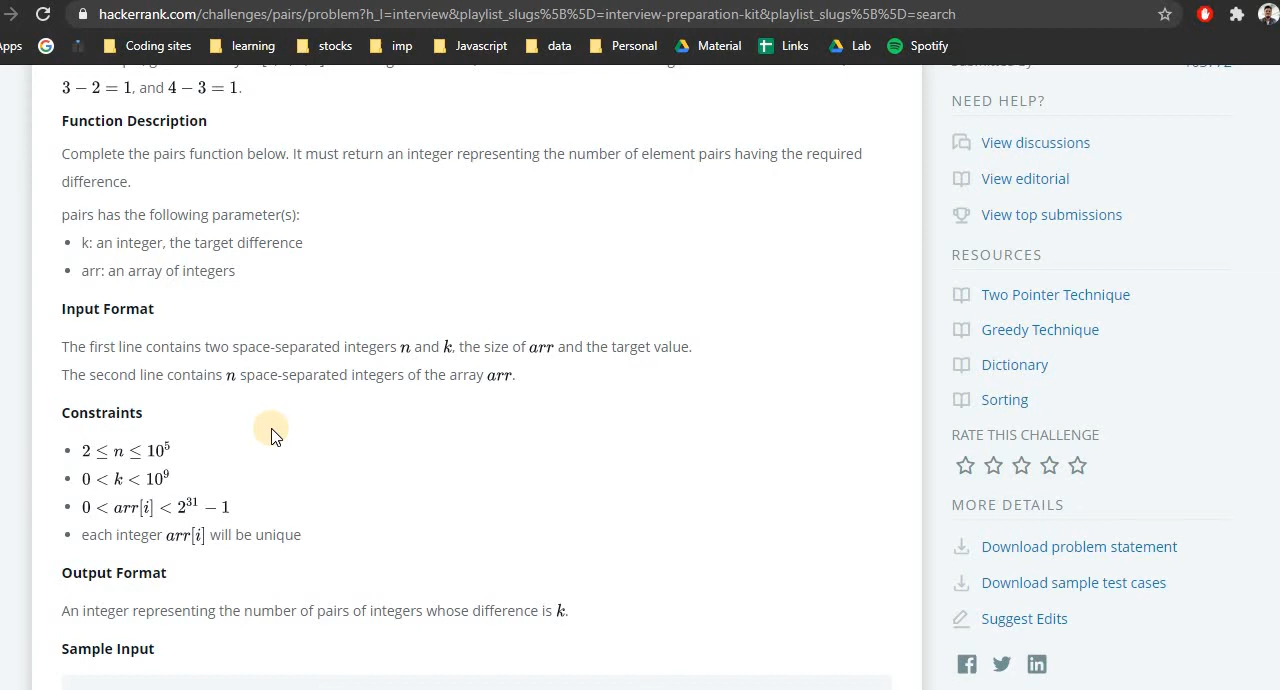 hackerrank.com/challenges/pairs/problem?h_l=interview&playlist_slugs%5B%5D=interview-preparation-kit&playlist_slugs%5B%5D=search
Apps Coding sites learning stocks imp Javascript data Personal Material Links Lab Spotify
3 − 2 = 1, and 4 − 3 = 1.
Function Description
Complete the pairs function below. It must return an integer representing the number of element pairs having the required
difference.
pairs has the following parameter(s):
• k: an integer, the target difference
• arr: an array of integers
Input Format
The first line contains two space-separated integers n and k, the size of arr and the target value.
The second line contains n space-separated integers of the array arr.
Constraints
• 2 ≤ n ≤ 10⁵
• 0 < k < 10⁹
• 0 < arr[i] < 2³¹ − 1
• each integer arr[i] will be unique
Output Format
An integer representing the number of pairs of integers whose difference is k.
Sample Input
NEED HELP?
View discussions
View editorial
View top submissions
RESOURCES
Two Pointer Technique
Greedy Technique
Dictionary
Sorting
RATE THIS CHALLENGE
MORE DETAILS
Download problem statement
Download sample test cases
Suggest Edits